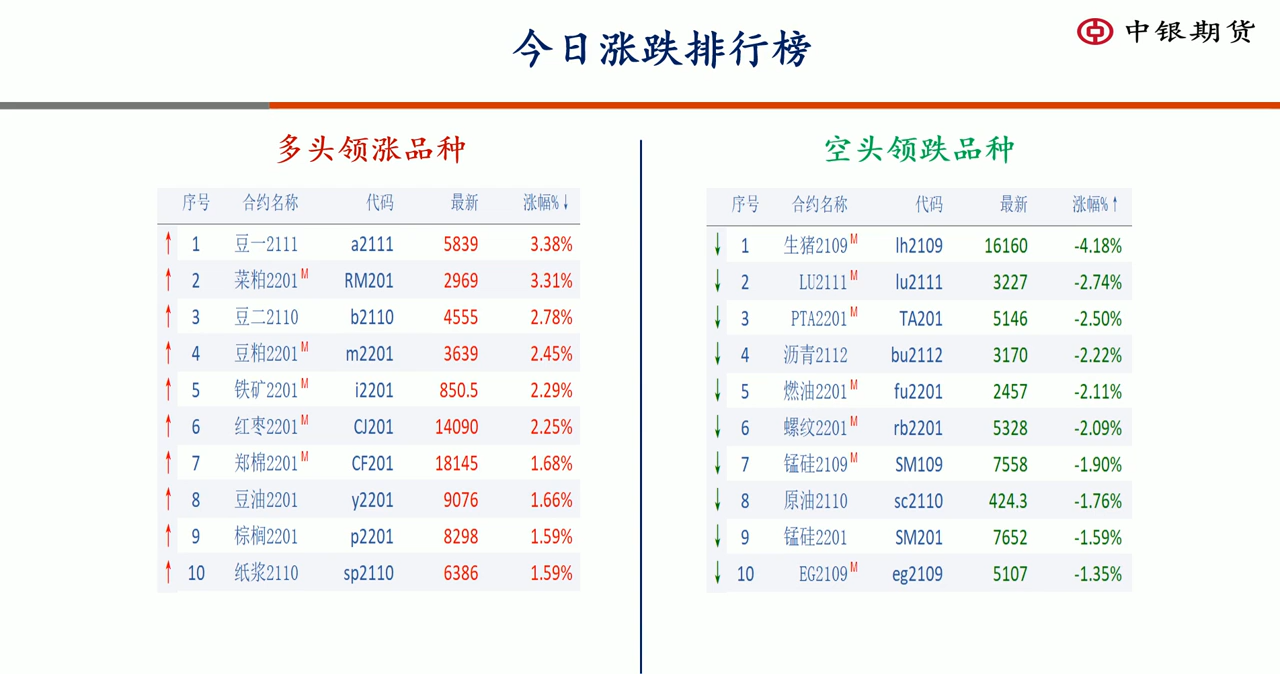 今日涨跌排行榜
中银期货
多头领涨品种
序号 合约名称 代码 最新 涨幅%↓
↑ 1 豆一2111 a2111 5839 3.38%
↑ 2 菜粕2201M RM201 2969 3.31%
↑ 3 豆二2110 b2110 4555 2.78%
↑ 4 豆粕2201M m2201 3639 2.45%
↑ 5 铁矿2201M i2201 850.5 2.29%
↑ 6 红枣2201M CJ201 14090 2.25%
↑ 7 郑棉2201M CF201 18145 1.68%
↑ 8 豆油2201 y2201 9076 1.66%
↑ 9 棕榈2201 p2201 8298 1.59%
↑ 10 纸浆2110 sp2110 6386 1.59%
空头领跌品种
序号 合约名称 代码 最新 涨幅%↑
↓ 1 生猪2109M lh2109 16160 -4.18%
↓ 2 LU2111M lu2111 3227 -2.74%
↓ 3 PTA2201M TA201 5146 -2.50%
↓ 4 沥青2112 bu2112 3170 -2.22%
↓ 5 燃油2201M fu2201 2457 -2.11%
↓ 6 螺纹2201M rb2201 5328 -2.09%
↓ 7 锰硅2109M SM109 7558 -1.90%
↓ 8 原油2110 sc2110 424.3 -1.76%
↓ 9 锰硅2201 SM201 7652 -1.59%
↓ 10 EG2109M eg2109 5107 -1.35%